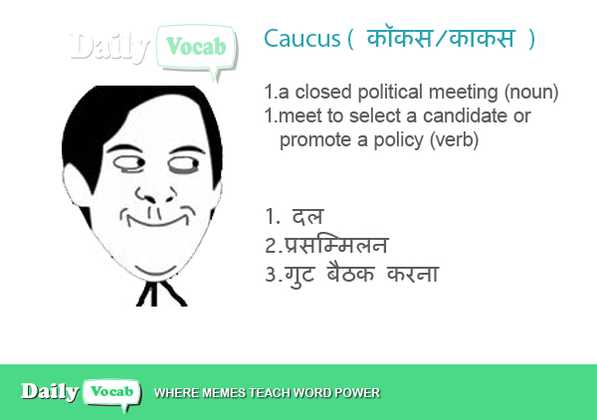 Daily Vocab
Caucus ( कॉकस/काकस )
1.a closed political meeting (noun)
1.meet to select a candidate or
promote a policy (verb)
1. दल
2.प्रसम्मिलन
3.गुट बैठक करना
Daily Vocab WHERE MEMES TEACH WORD POWER